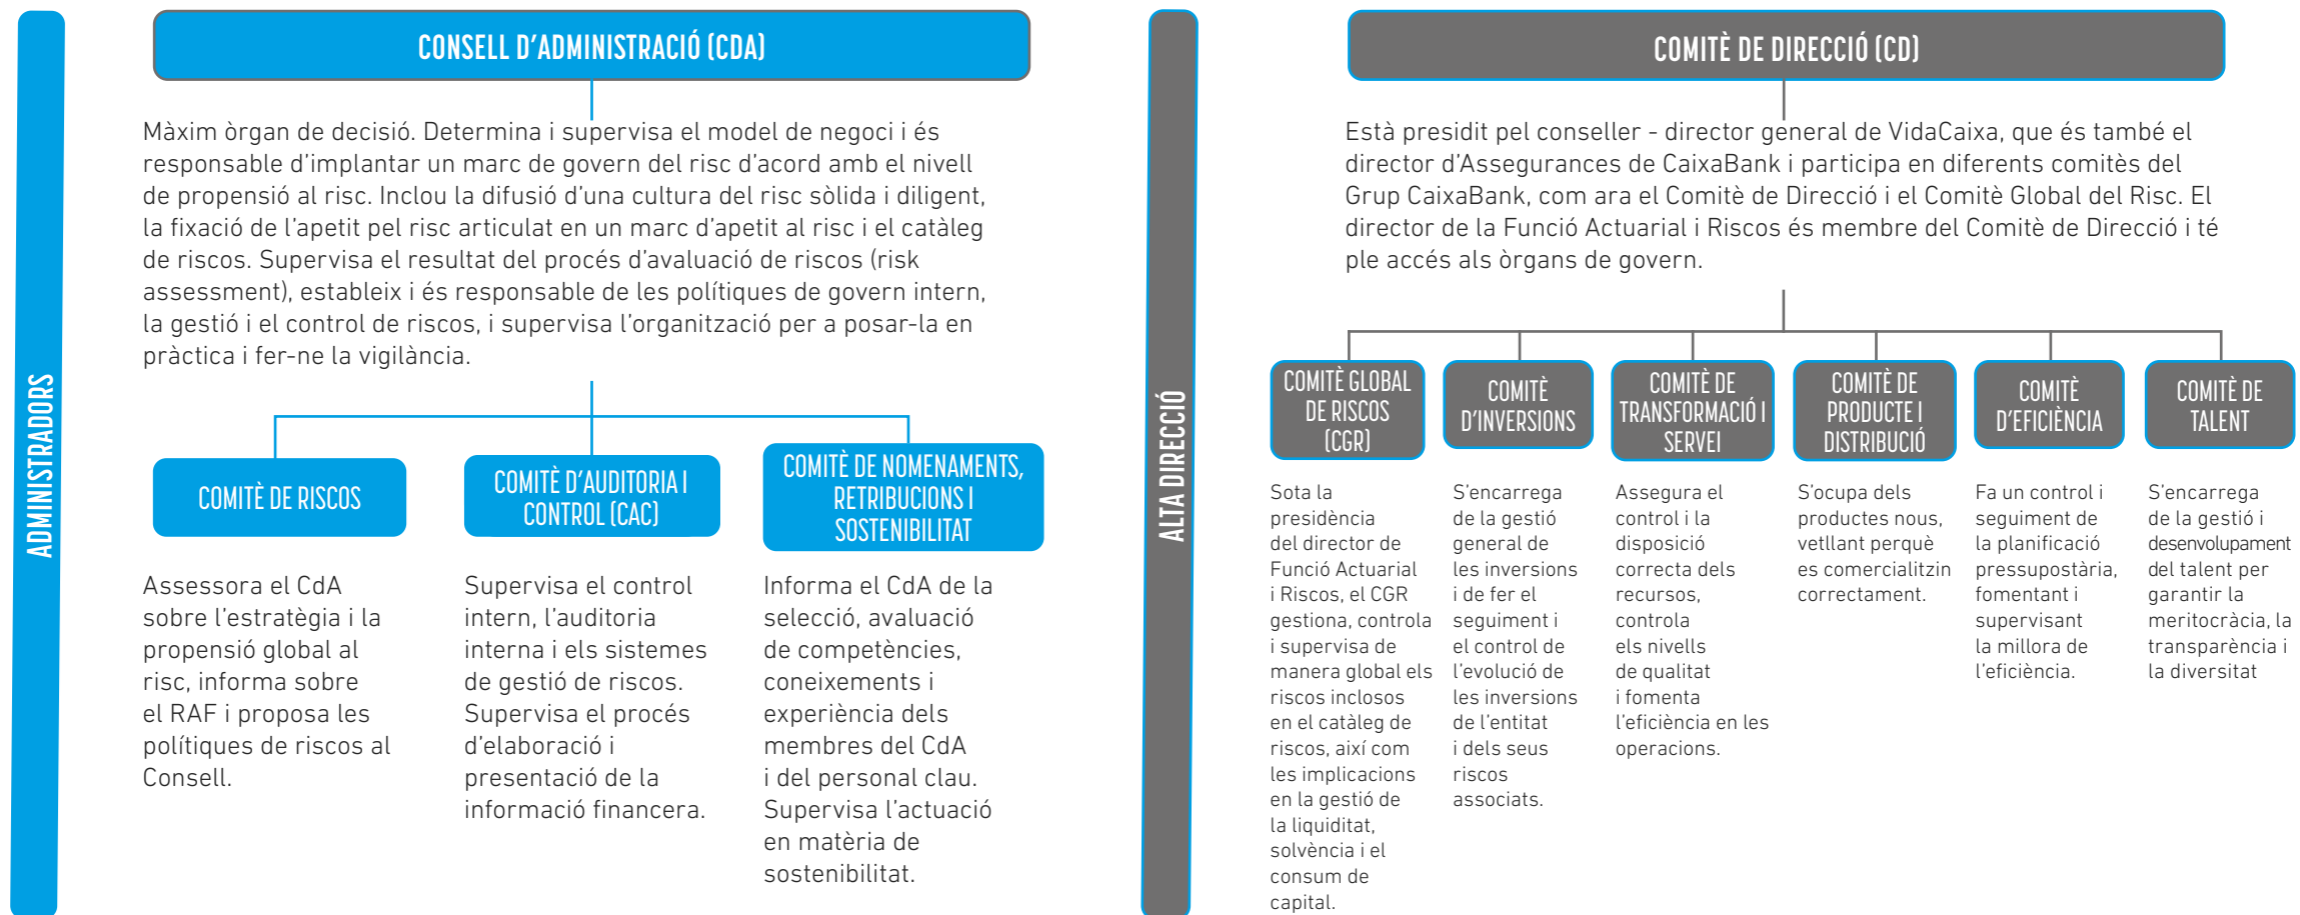 ADMINISTRADORS
CONSELL D'ADMINISTRACIÓ (CDA)
Màxim òrgan de decisió. Determina i supervisa el model de negoci i és
responsable d'implantar un marc de govern del risc d'acord amb el nivell
de propensió al risc. Inclou la difusió d'una cultura del risc sòlida i diligent,
la fixació de l'apetit pel risc articulat en un marc d'apetit al risc i el catàleg
de riscos. Supervisa el resultat del procés d'avaluació de riscos (risk
assessment), estableix i és responsable de les polítiques de govern intern,
la gestió i el control de riscos, i supervisa l'organització per a posar-la en
pràctica i fer-ne la vigilància.
COMITÈ DE RISCOS
Assessora el CdA
sobre l'estratègia i la
propensió global al
risc, informa sobre
el RAF i proposa les
polítiques de riscos al
Consell.
COMITÈ D'AUDITORIA I
CONTROL (CAC)
Supervisa el control
intern, l'auditoria
interna i els sistemes
de gestió de riscos.
Supervisa el procés
d'elaboració i
presentació de la
informació financera.
COMITÈ DE NOMENAMENTS,
RETRIBUCIONS I
SOSTENIBILITAT
Informa el CdA de la
selecció, avaluació
de competències,
coneixements i
experiència dels
membres del CdA
i del personal clau.
Supervisa l'actuació
en matèria de
sostenibilitat.
ALTA DIRECCIÓ
COMITÈ DE DIRECCIÓ (CD)
Està presidit pel conseller - director general de VidaCaixa, que és també el
director d'Assegurances de CaixaBank i participa en diferents comitès del
Grup CaixaBank, com ara el Comitè de Direcció i el Comitè Global del Risc. El
director de la Funció Actuarial i Riscos és membre del Comitè de Direcció i té
ple accés als òrgans de govern.
COMITÈ GLOBAL
DE RISCOS
(CGR)
Sota la
presidència
del director de
Funció Actuarial
i Riscos, el CGR
gestiona, controla
i supervisa de
manera global els
riscos inclosos
en el catàleg de
riscos, així com
les implicacions
en la gestió de
la liquiditat,
solvència i el
consum de
capital.
COMITÈ
D'INVERSIONS
S'encarrega
de la gestió
general de
les inversions
i de fer el
seguiment i
el control de
l'evolució de
les inversions
de l'entitat
i dels seus
riscos
associats.
COMITÈ DE
TRANSFORMACIÓ I
SERVEI
Assegura el
control i la
disposició
correcta dels
recursos,
controla
els nivells
de qualitat
i fomenta
l'eficiència en les
operacions.
COMITÈ DE
PRODUCTE I
DISTRIBUCIÓ
S'ocupa dels
productes nous,
vetllant perquè
es comercialitzin
correctament.
COMITÈ
D'EFICIÈNCIA
Fa un control i
seguiment de
la planificació
pressupostària,
fomentant i
supervisant
la millora de
l'eficiència.
COMITÈ DE
TALENT
S'encarrega
de la gestió i
desenvolupament
del talent per
garantir la
meritocràcia, la
transparència i
la diversitat